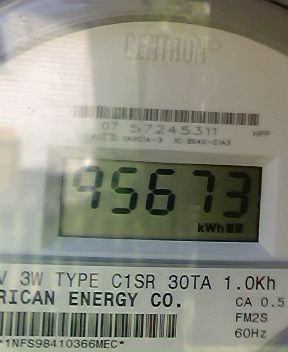 CENTRON®
07 57245311
HPP
95673
kWh
V 3W TYPE C1SR 30TA 1.0Kh
RICAN ENERGY CO. CA 0.5
FM2S
*1NFS98410366MEC* 60Hz